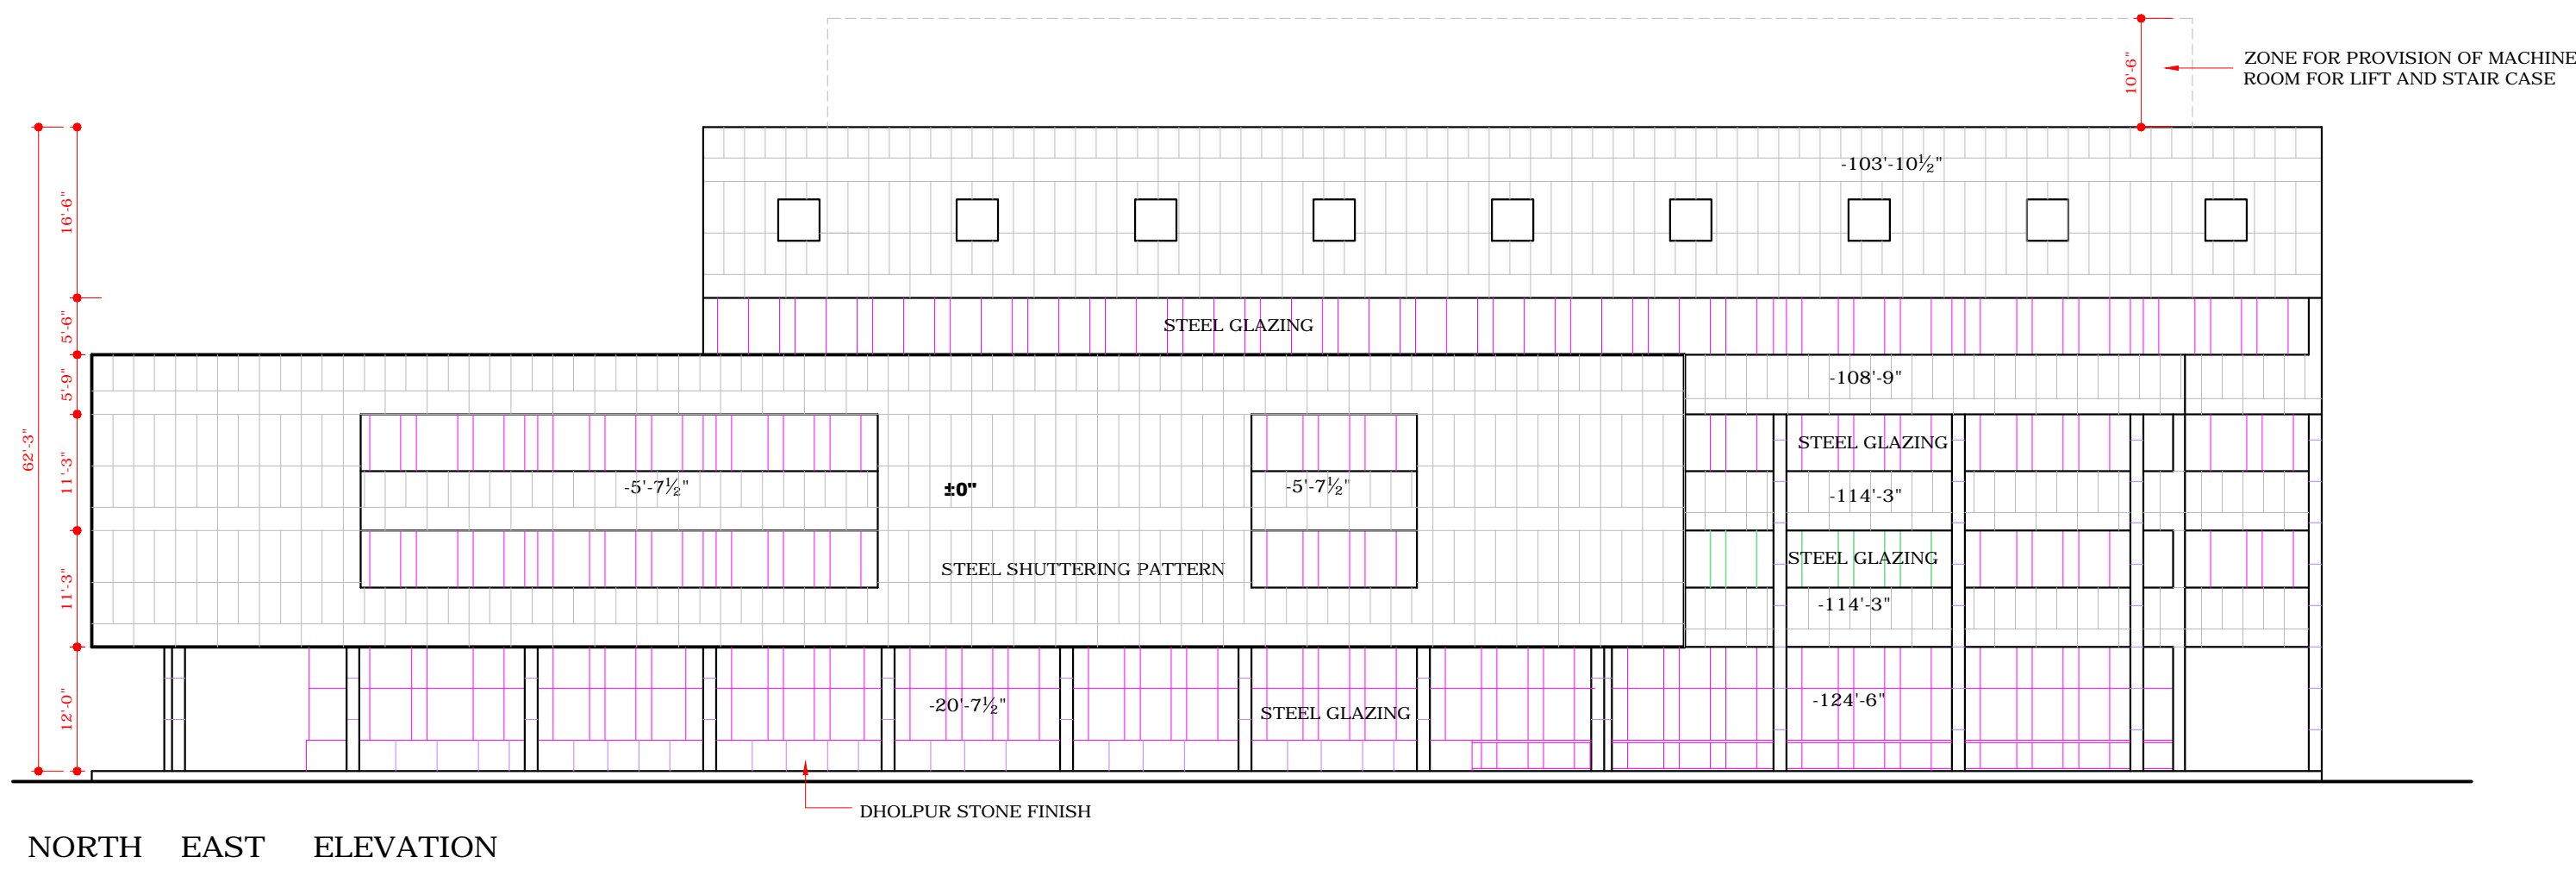 10'-6"
ZONE FOR PROVISION OF MACHINE
ROOM FOR LIFT AND STAIR CASE
-103'-10½"
16'-6"
STEEL GLAZING
5'-6"
5'-9"
-108'-9"
62'-3"
11'-3"
STEEL GLAZING
-5'-7½"
±0"
-5'-7½"
-114'-3"
11'-3"
STEEL SHUTTERING PATTERN
STEEL GLAZING
-114'-3"
12'-0"
-20'-7½"
STEEL GLAZING
-124'-6"
DHOLPUR STONE FINISH
NORTH EAST ELEVATION